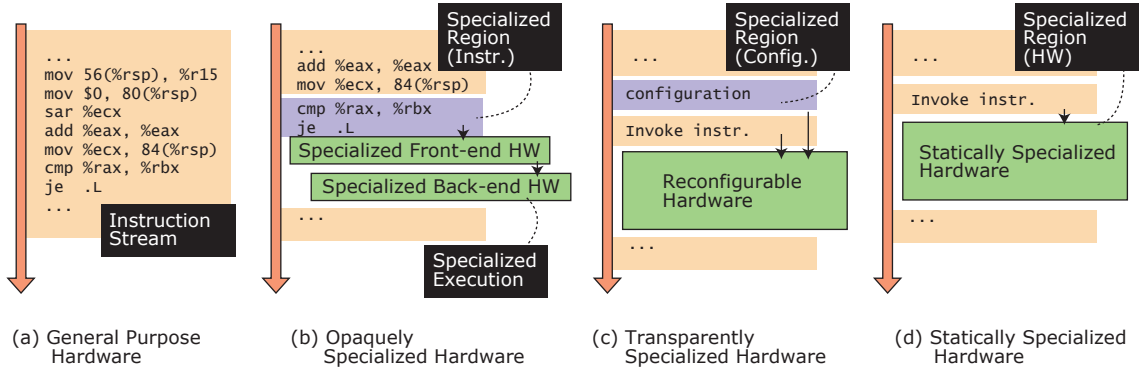 ...
mov 56(%rsp), %r15
mov $0, 80(%rsp)
sar %ecx
add %eax, %eax
mov %ecx, 84(%rsp)
cmp %rax, %rbx
je .L
...
Instruction
Stream
(a) General Purpose
Hardware
Specialized
Region
(Instr.)
...
add %eax, %eax
mov %ecx, 84(%rsp)
cmp %rax, %rbx
je .L
Specialized Front-end HW
Specialized Back-end HW
...
Specialized
Execution
(b) Opaquely
Specialized Hardware
Specialized
Region
(Config.)
...
configuration
Invoke instr.
Reconfigurable
Hardware
...
(c) Transparently
Specialized Hardware
Specialized
Region
(HW)
...
Invoke instr.
Statically Specialized
Hardware
...
(d) Statically Specialized
Hardware